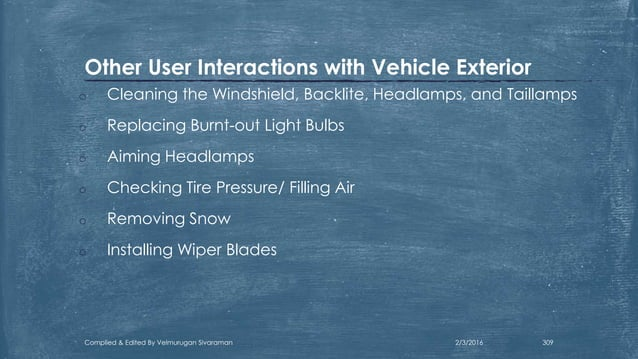 Other User Interactions with Vehicle Exterior
o Cleaning the Windshield, Backlite, Headlamps, and Taillamps
o Replacing Burnt-out Light Bulbs
o Aiming Headlamps
o Checking Tire Pressure/ Filling Air
o Removing Snow
o Installing Wiper Blades
Complied & Edited By Velmurugan Sivaraman 2/3/2016 309